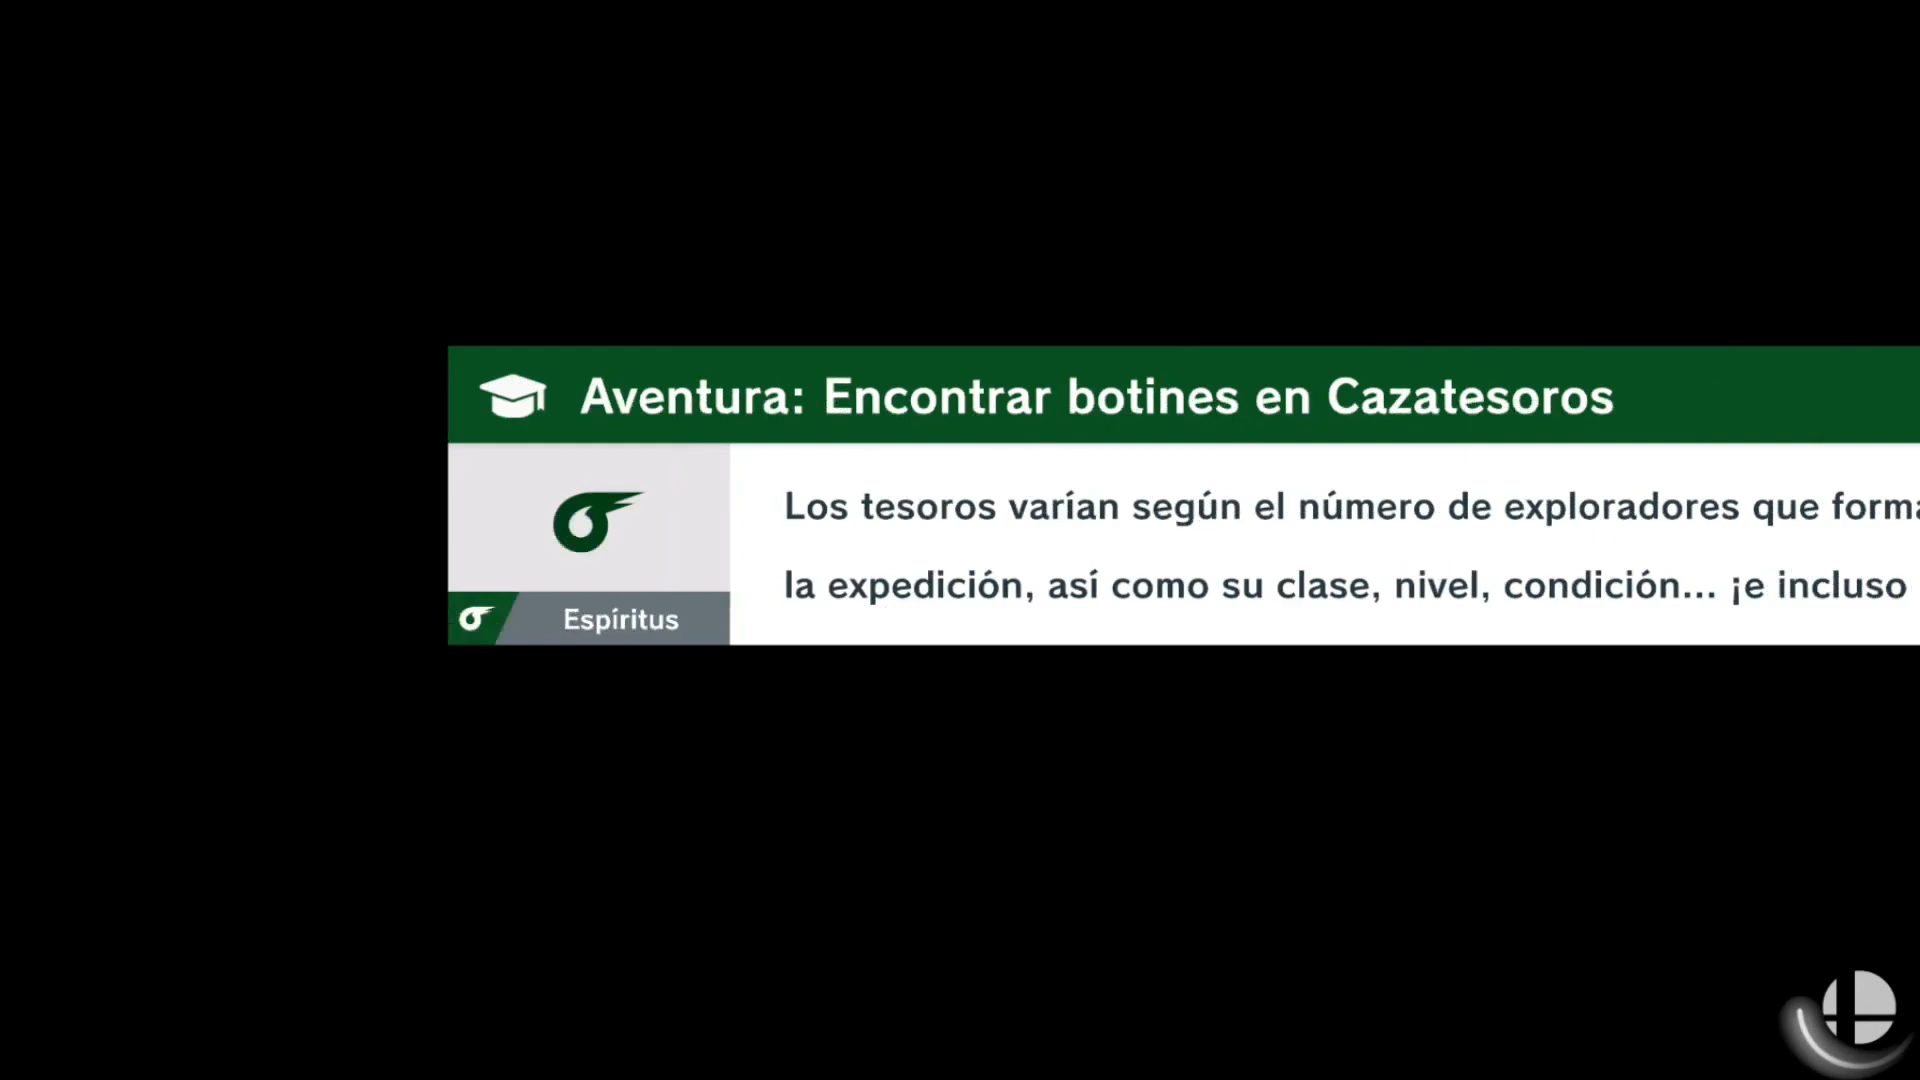 Aventura: Encontrar botines en Cazatesoros
Los tesoros varían según el número de exploradores que
la expedición, así como su clase, nivel, condición... ¡e incluso
Espíritus